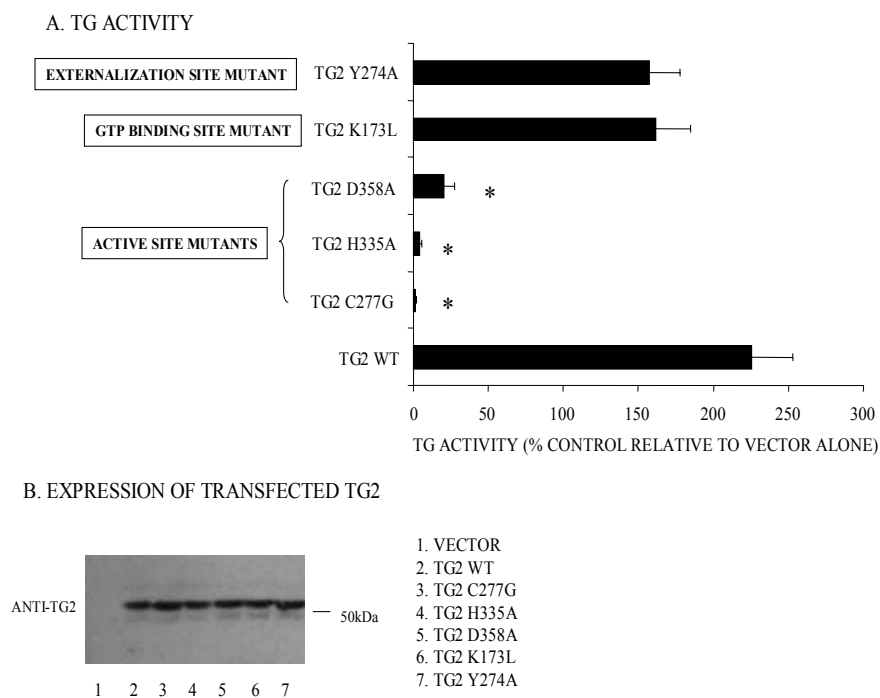 A. TG ACTIVITY
EXTERNALIZATION SITE MUTANT
TG2 Y274A
GTP BINDING SITE MUTANT
TG2 K173L
TG2 D358A
*
ACTIVE SITE MUTANTS
TG2 H335A
*
TG2 C277G
*
TG2 WT
0 50 100 150 200 250 300
TG ACTIVITY (% CONTROL RELATIVE TO VECTOR ALONE)
B. EXPRESSION OF TRANSFECTED TG2
ANTI-TG2
50kDa
1 2 3 4 5 6 7
1. VECTOR
2. TG2 WT
3. TG2 C277G
4. TG2 H335A
5. TG2 D358A
6. TG2 K173L
7. TG2 Y274A